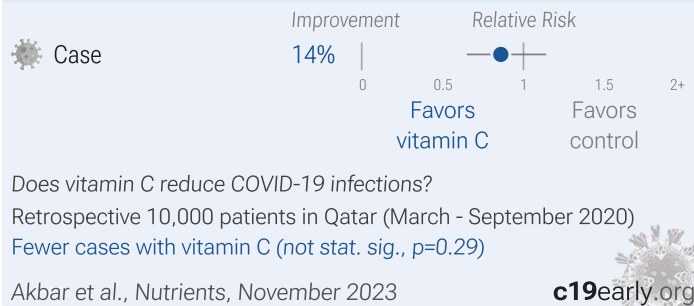 Improvement Relative Risk
Case 14%
0 0.5 1 1.5 2+
Favors vitamin C
Favors control
Does vitamin C reduce COVID-19 infections?
Retrospective 10,000 patients in Qatar (March - September 2020)
Fewer cases with vitamin C (not stat. sig., p=0.29)
Akbar et al., Nutrients, November 2023 c19early.org